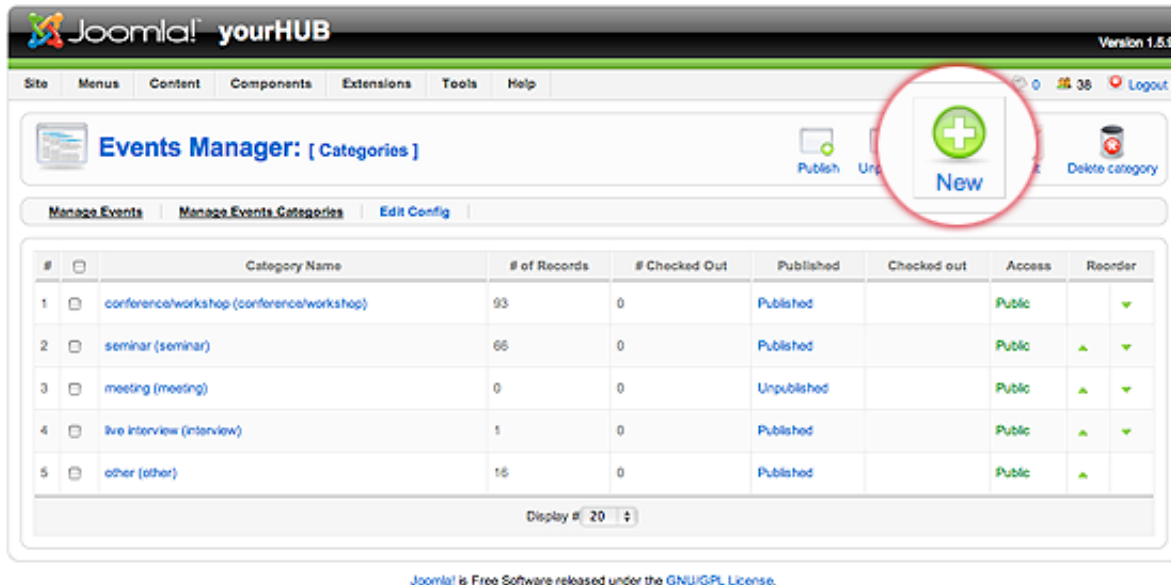 Joomla! yourHUB
Version 1.5.9
Site Menus Content Components Extensions Tools Help 0 38 Logout
Events Manager: [ Categories ]
Publish New Delete category
Manage Events Manage Events Categories Edit Config
# Category Name # of Records # Checked Out Published Checked out Access Reorder
1 conference/workshop (conference/workshop) 93 0 Published Public
2 seminar (seminar) 66 0 Published Public
3 meeting (meeting) 0 0 Unpublished Public
4 live interview (interview) 1 0 Published Public
5 other (other) 16 0 Published Public
Display # 20
Joomla! is Free Software released under the GNU/GPL License.